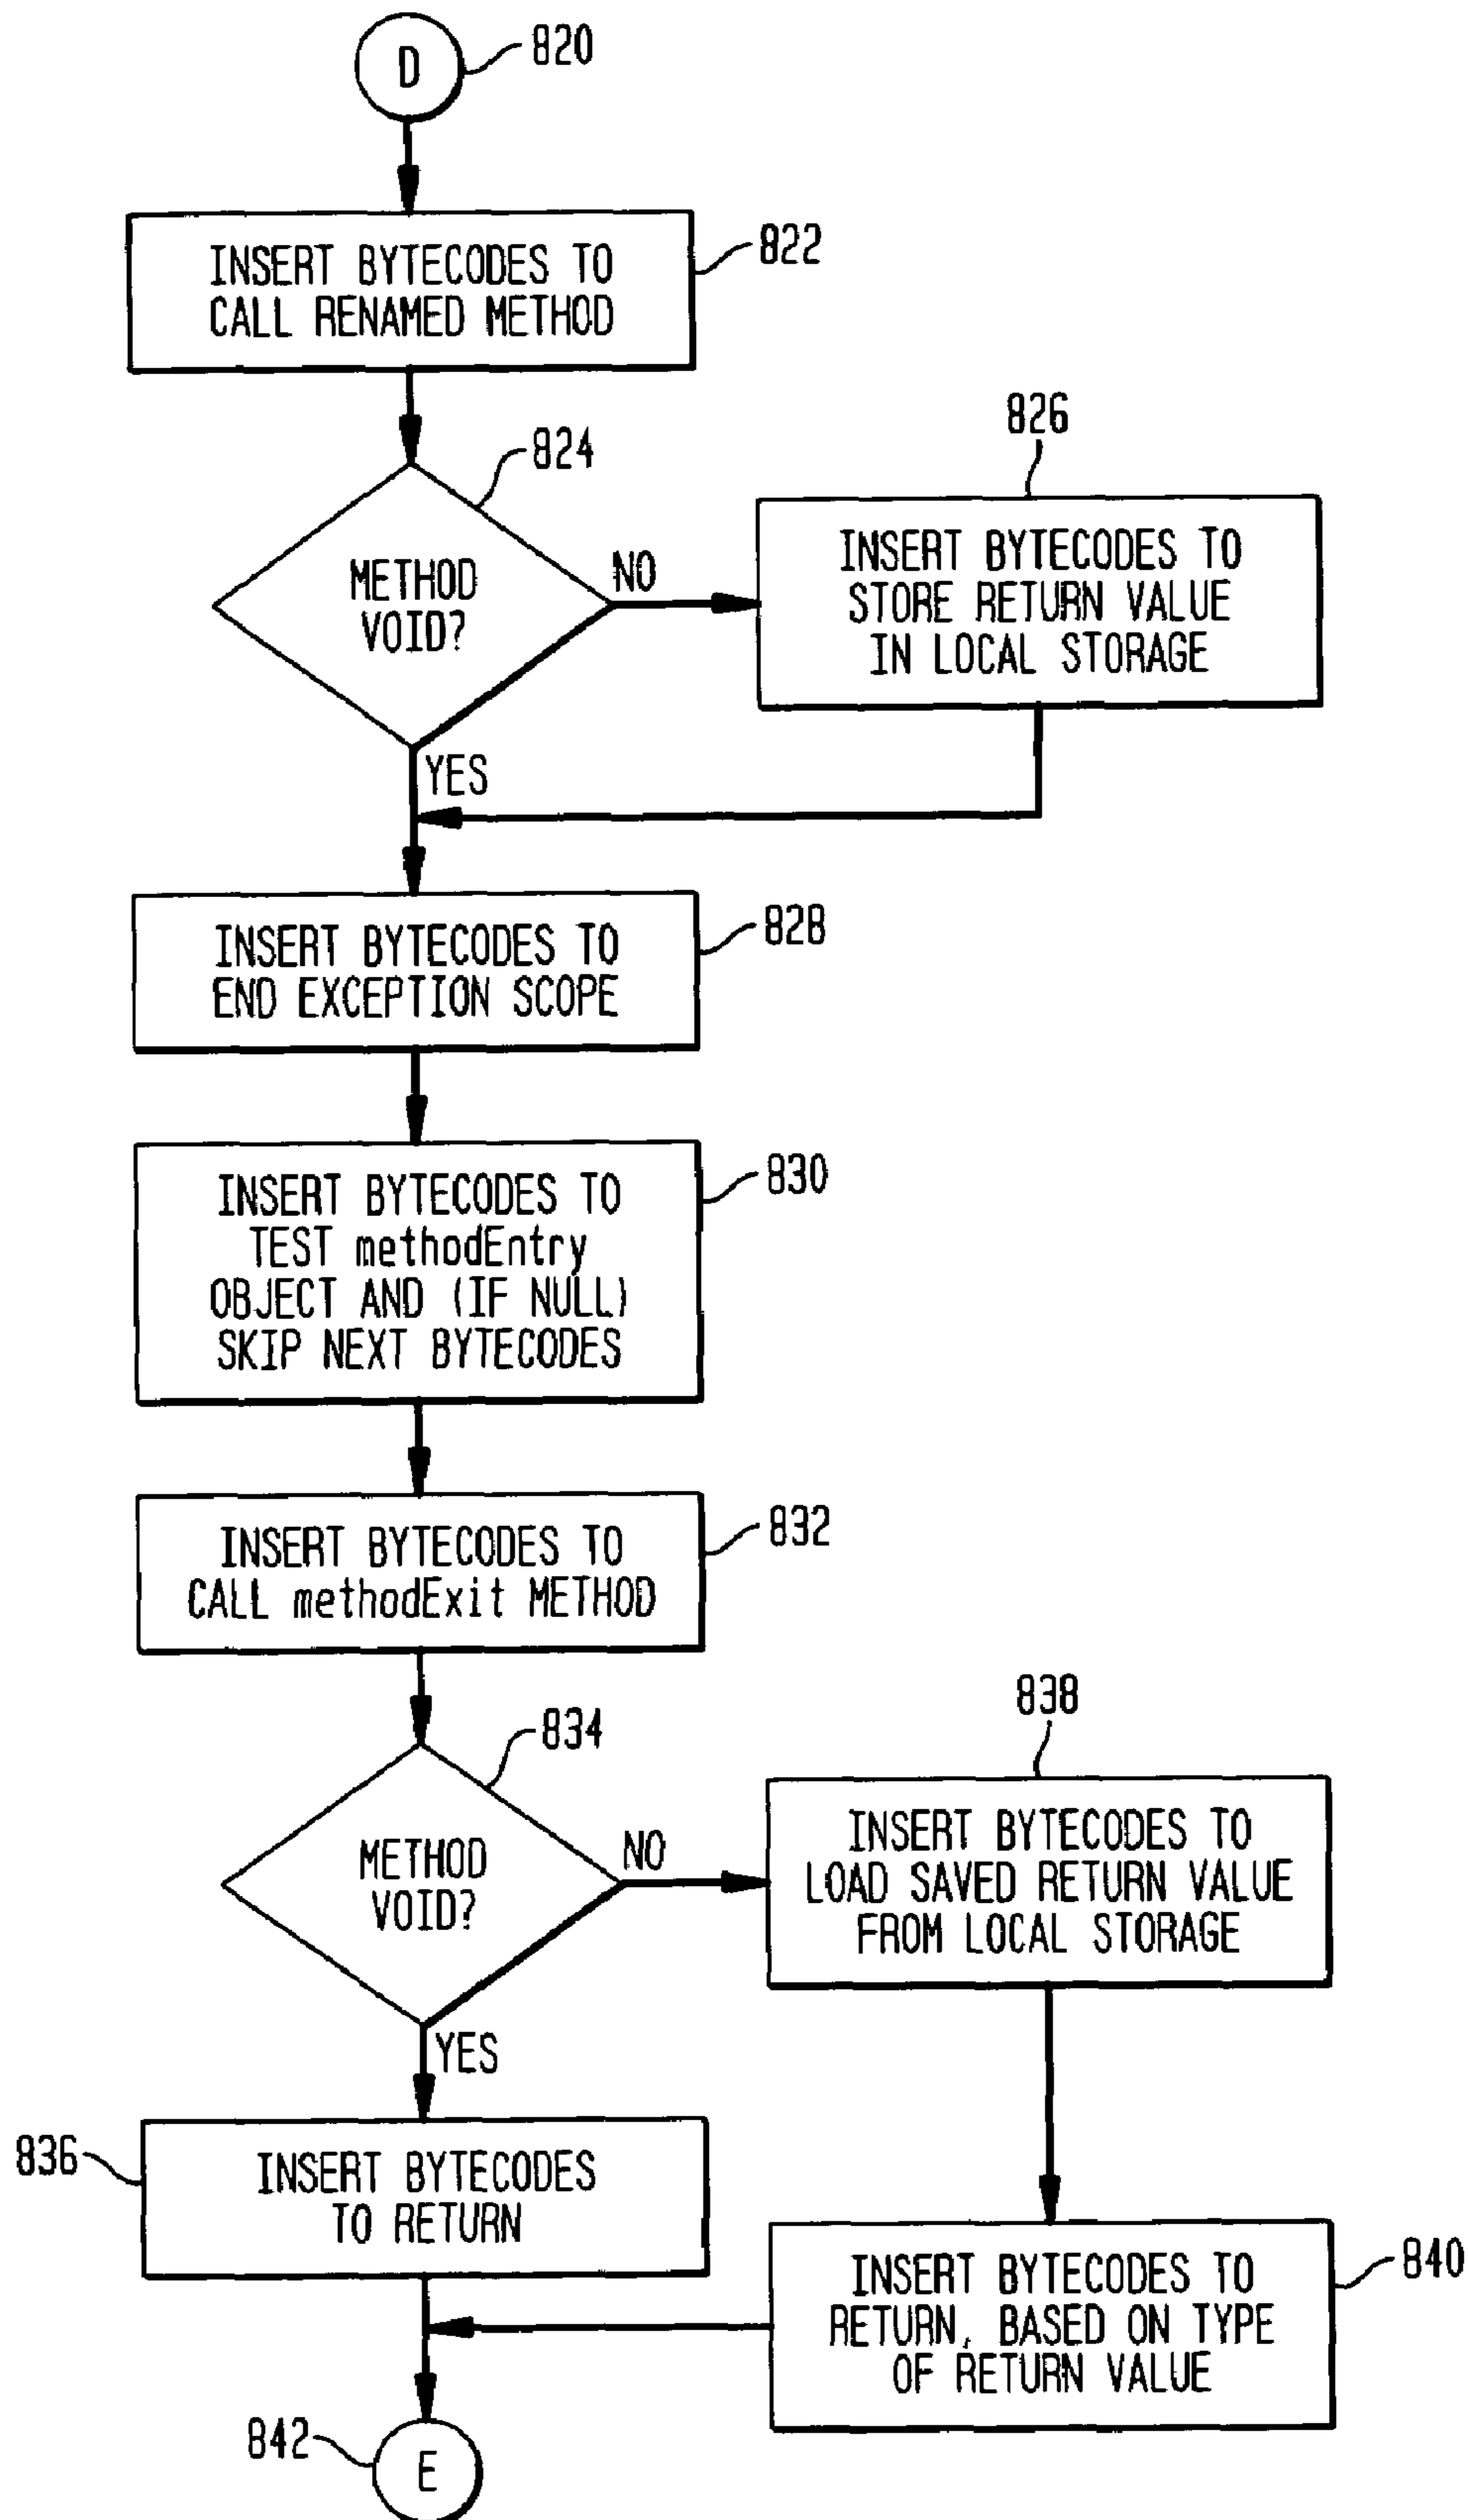 D
820
INSERT BYTECODES TO
CALL RENAMED METHOD
822
METHOD
VOID?
824
NO
YES
826
INSERT BYTECODES TO
STORE RETURN VALUE
IN LOCAL STORAGE
INSERT BYTECODES TO
END EXCEPTION SCOPE
828
INSERT BYTECODES TO
TEST methodEntry
OBJECT AND (IF NULL)
SKIP NEXT BYTECODES
830
INSERT BYTECODES TO
CALL methodExit METHOD
832
METHOD
VOID?
834
NO
YES
838
INSERT BYTECODES TO
LOAD SAVED RETURN VALUE
FROM LOCAL STORAGE
836
INSERT BYTECODES
TO RETURN
INSERT BYTECODES TO
RETURN, BASED ON TYPE
OF RETURN VALUE
840
842
E